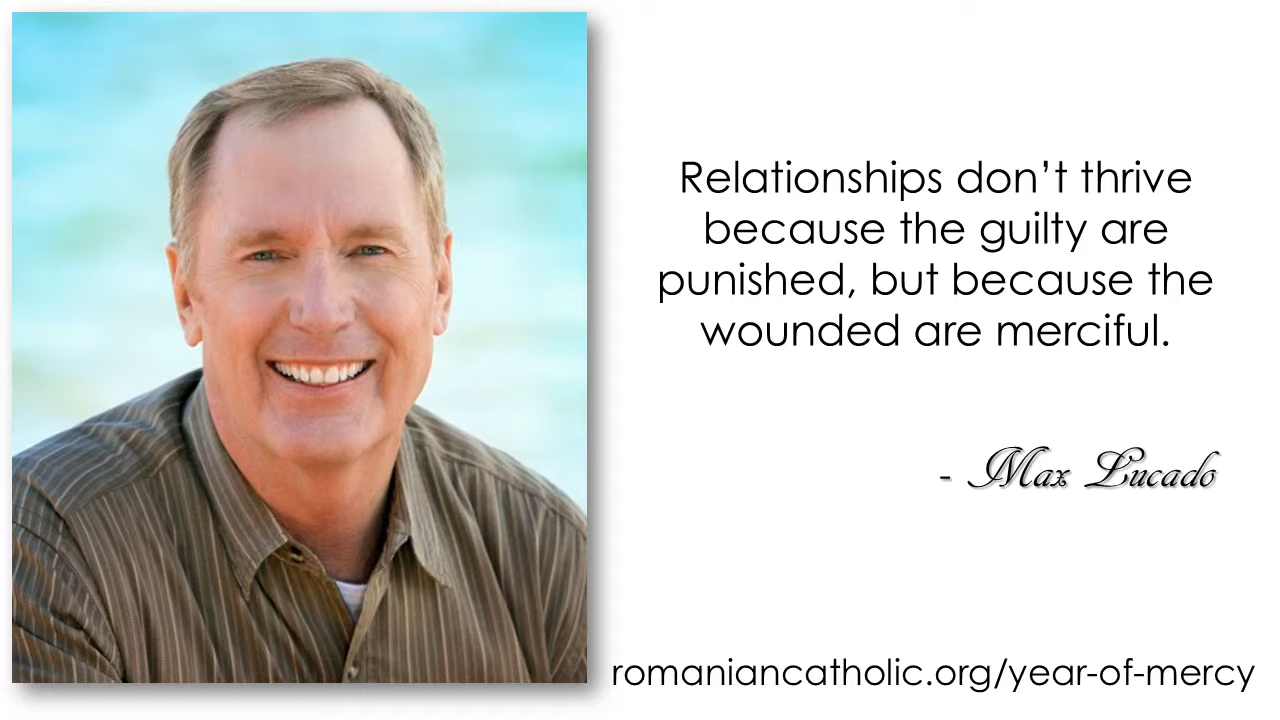 Relationships don’t thrive
because the guilty are
punished, but because the
wounded are merciful.
- Max Lucado
romaniancatholic.org/year-of-mercy